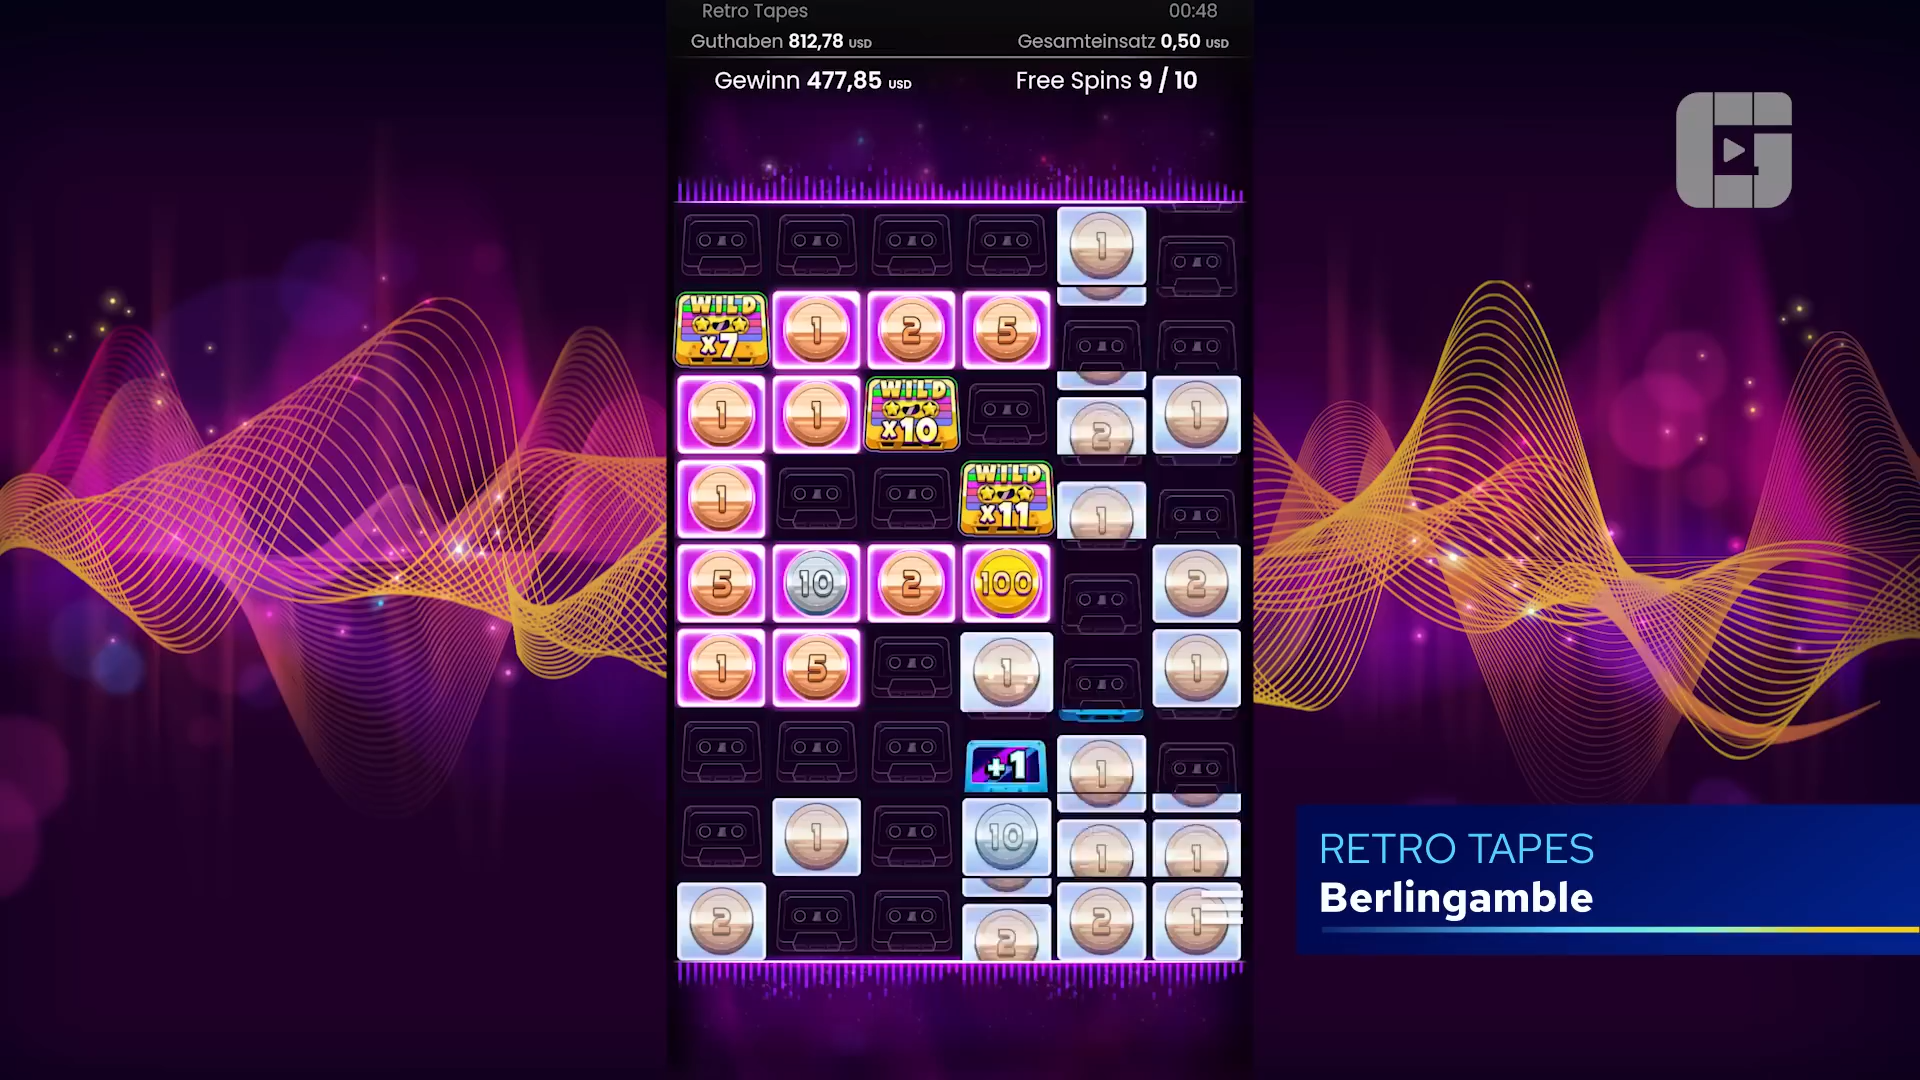 Retro Tapes 00:48
Guthaben 812,78 USD Gesamteinsatz 0,50 USD
Gewinn 477,85 USD Free Spins 9 / 10
1
WILD x7 1 2 5
1 1 WILD x10 2 1
1 WILD x11 1
5 10 2 100 2
1 5 1 1
+1 1
1 10 1 1
2 2 2 1
RETRO TAPES
Berlingamble